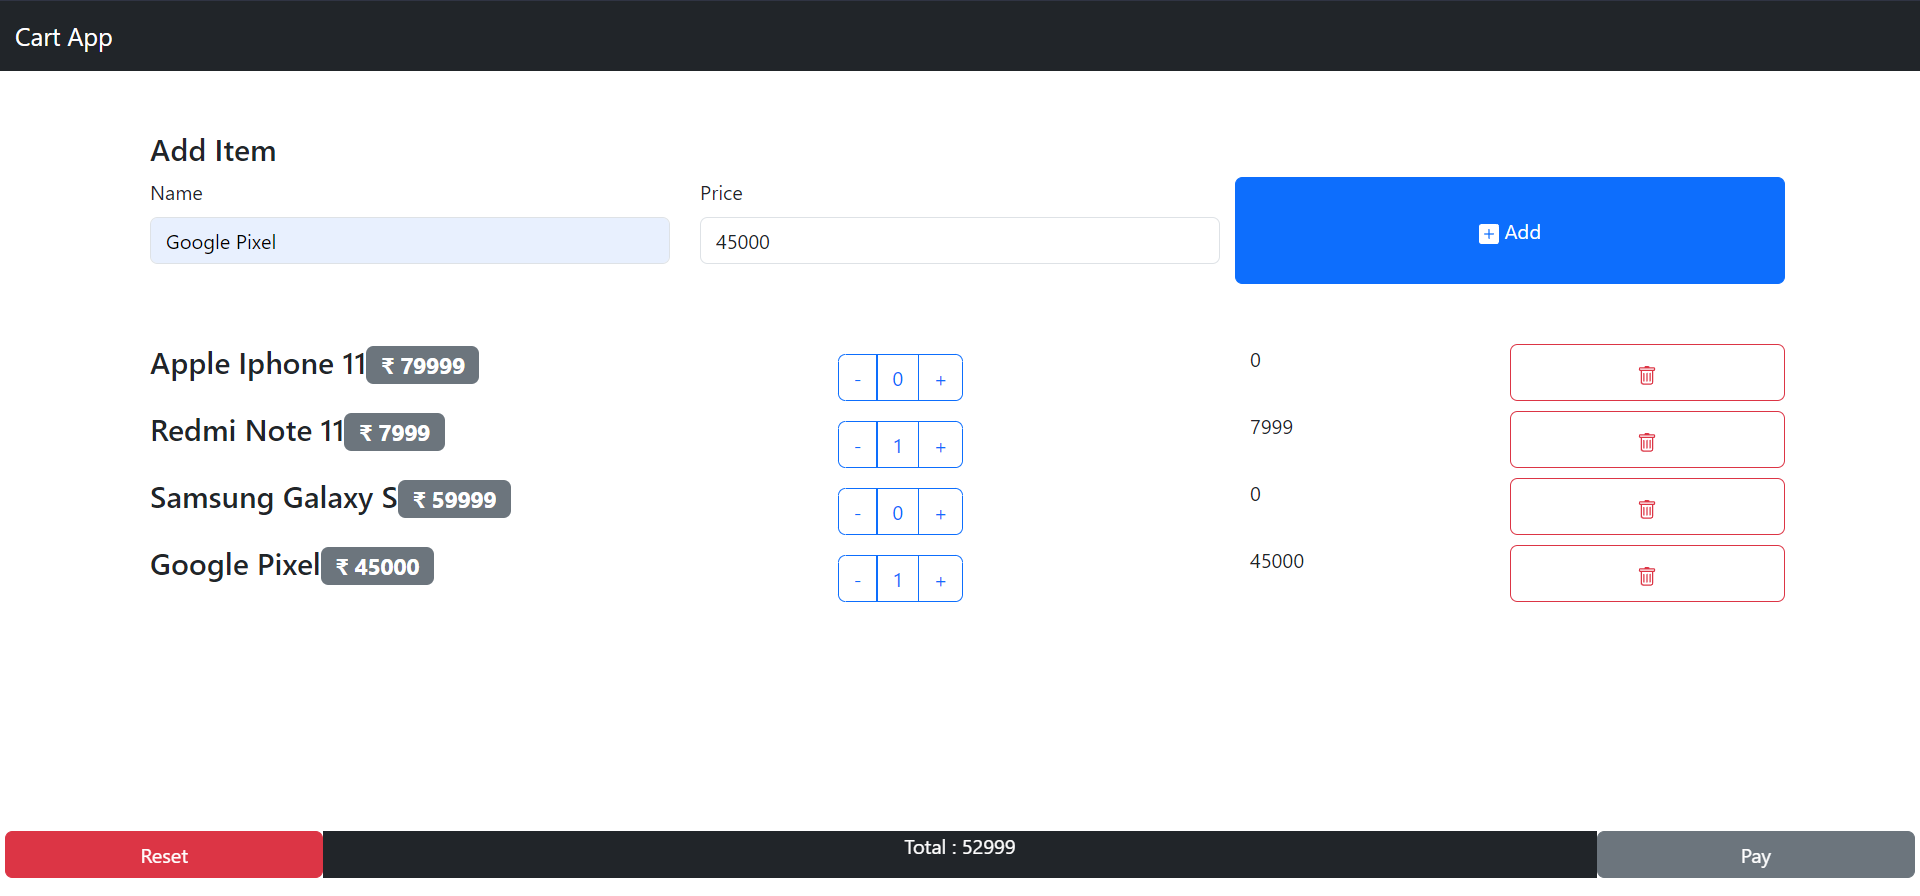 Cart App
Add Item
Name Price
Google Pixel 45000 + Add
Apple Iphone 11 ₹ 79999 - 0 + 0
Redmi Note 11 ₹ 7999 - 1 + 7999
Samsung Galaxy S ₹ 59999 - 0 + 0
Google Pixel ₹ 45000 - 1 + 45000
Reset Total : 52999 Pay